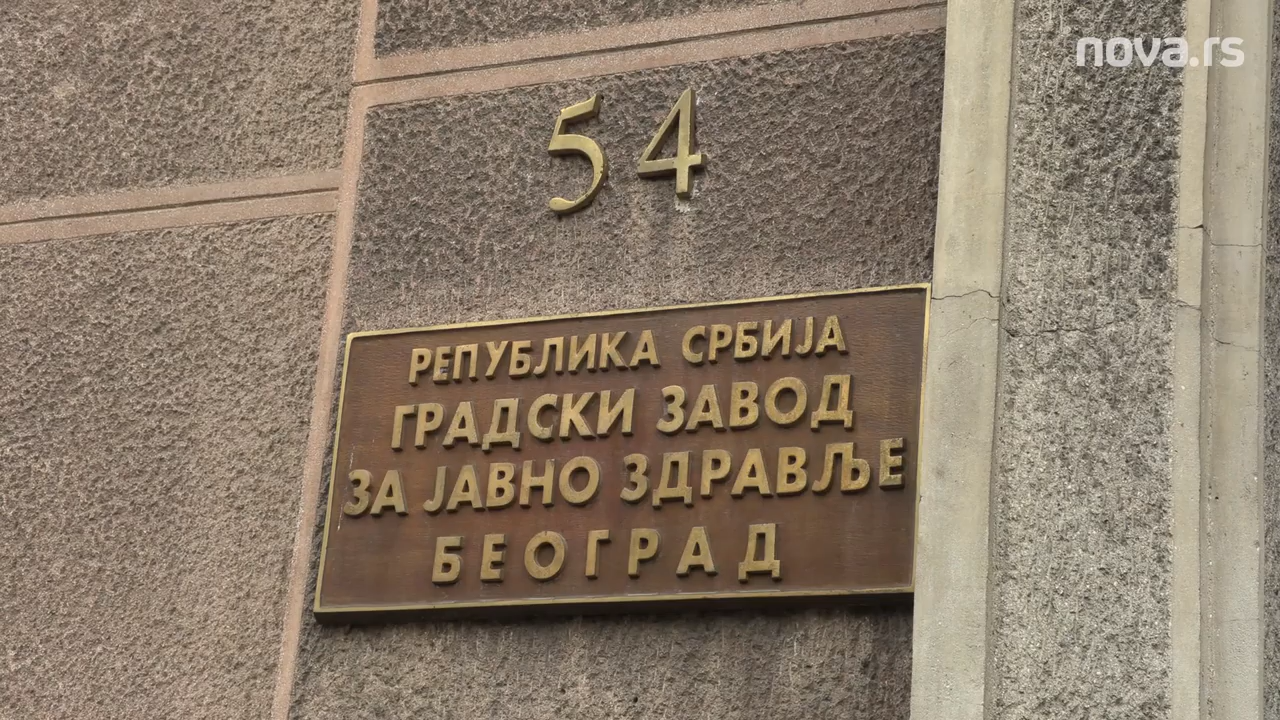 nova.rs
54
РЕПУБЛИКА СРБИЈА
ГРАДСКИ ЗАВОД
ЗА ЈАВНО ЗДРАВЉЕ
БЕОГРАД